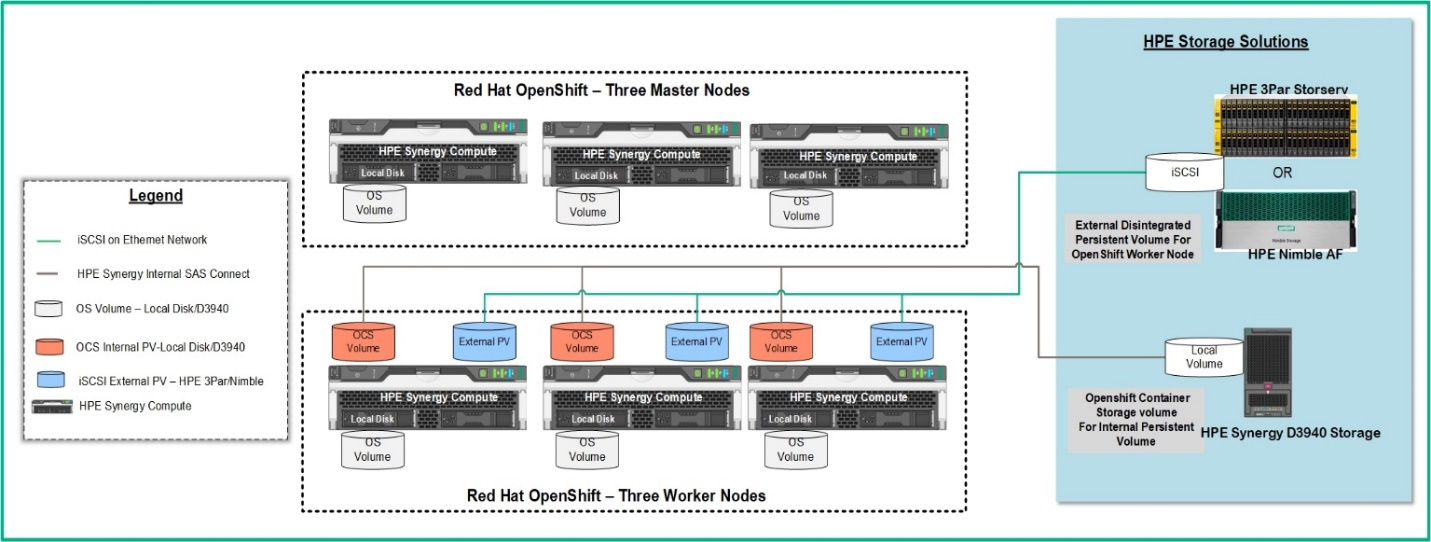 HPE Storage Solutions
Red Hat OpenShift – Three Master Nodes
HPE 3Par Storserv
HPE Synergy Compute
Local Disk
OS
Volume
HPE Synergy Compute
Local Disk
OS
Volume
HPE Synergy Compute
Local Disk
OS
Volume
iSCSI
OR
Nimble Storage
HPE Nimble AF
External Disintegrated
Persistent Volume For
OpenShift Worker Node
Legend
iSCSI on Ethernet Network
HPE Synergy Internal SAS Connect
OS Volume – Local Disk/D3940
OCS Internal PV-Local Disk/D3940
iSCSI External PV – HPE 3Par/Nimble
HPE Synergy Compute
OCS
Volume
External PV
OCS
Volume
External PV
OCS
Volume
External PV
HPE Synergy Compute
Local Disk
OS
Volume
HPE Synergy Compute
Local Disk
OS
Volume
HPE Synergy Compute
Local Disk
OS
Volume
Red Hat OpenShift – Three Worker Nodes
Local
Volume
Openshift Container
Storage volume
For Internal Persistent
Volume
HPE Synergy D3940 Storage